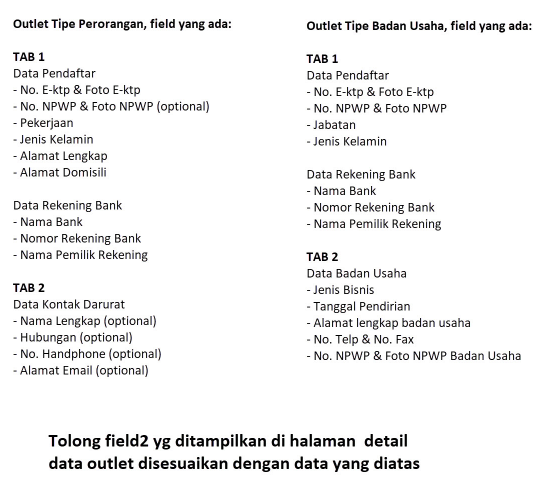 Outlet Tipe Perorangan, field yang ada:
TAB 1
Data Pendaftar
- No. E-ktp & Foto E-ktp
- No. NPWP & Foto NPWP (optional)
- Pekerjaan
- Jenis Kelamin
- Alamat Lengkap
- Alamat Domisili
Data Rekening Bank
- Nama Bank
- Nomor Rekening Bank
- Nama Pemilik Rekening
TAB 2
Data Kontak Darurat
- Nama Lengkap (optional)
- Hubungan (optional)
- No. Handphone (optional)
- Alamat Email (optional)
Outlet Tipe Badan Usaha, field yang ada:
TAB 1
Data Pendaftar
- No. E-ktp & Foto E-ktp
- No. NPWP & Foto NPWP
- Jabatan
- Jenis Kelamin
Data Rekening Bank
- Nama Bank
- Nomor Rekening Bank
- Nama Pemilik Rekening
TAB 2
Data Badan Usaha
- Jenis Bisnis
- Tanggal Pendirian
- Alamat lengkap badan usaha
- No. Telp & No. Fax
- No. NPWP & Foto NPWP Badan Usaha
Tolong field2 yg ditampilkan di halaman detail
data outlet disesuaikan dengan data yang diatas